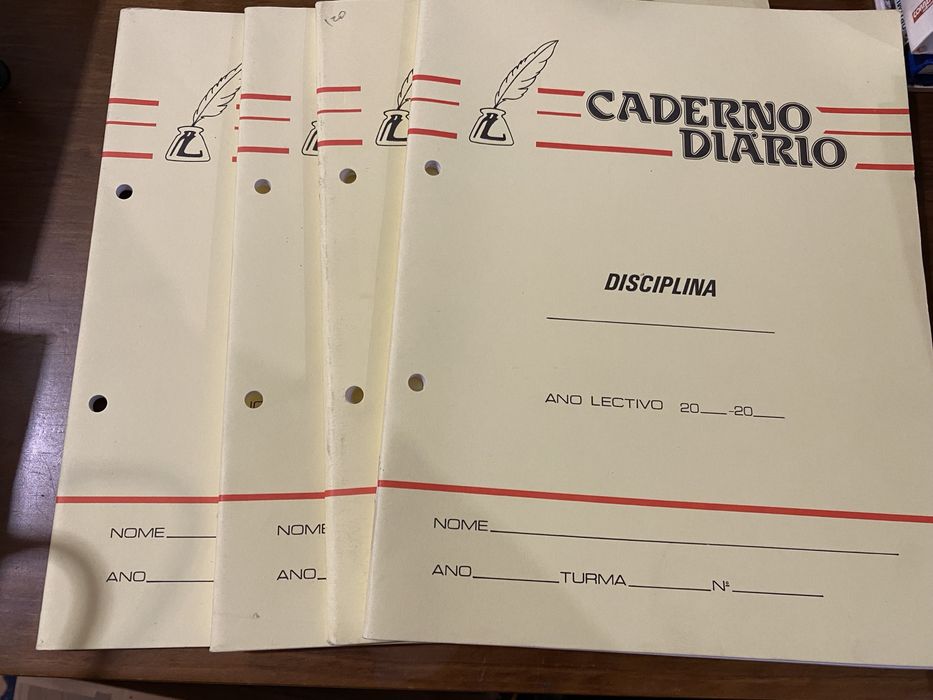 CADERNO
DIÁRIO
DISCIPLINA
ANO LECTIVO 20___-20___
NOME
ANO TURMA Nº
NOME
ANO
NOME
ANO